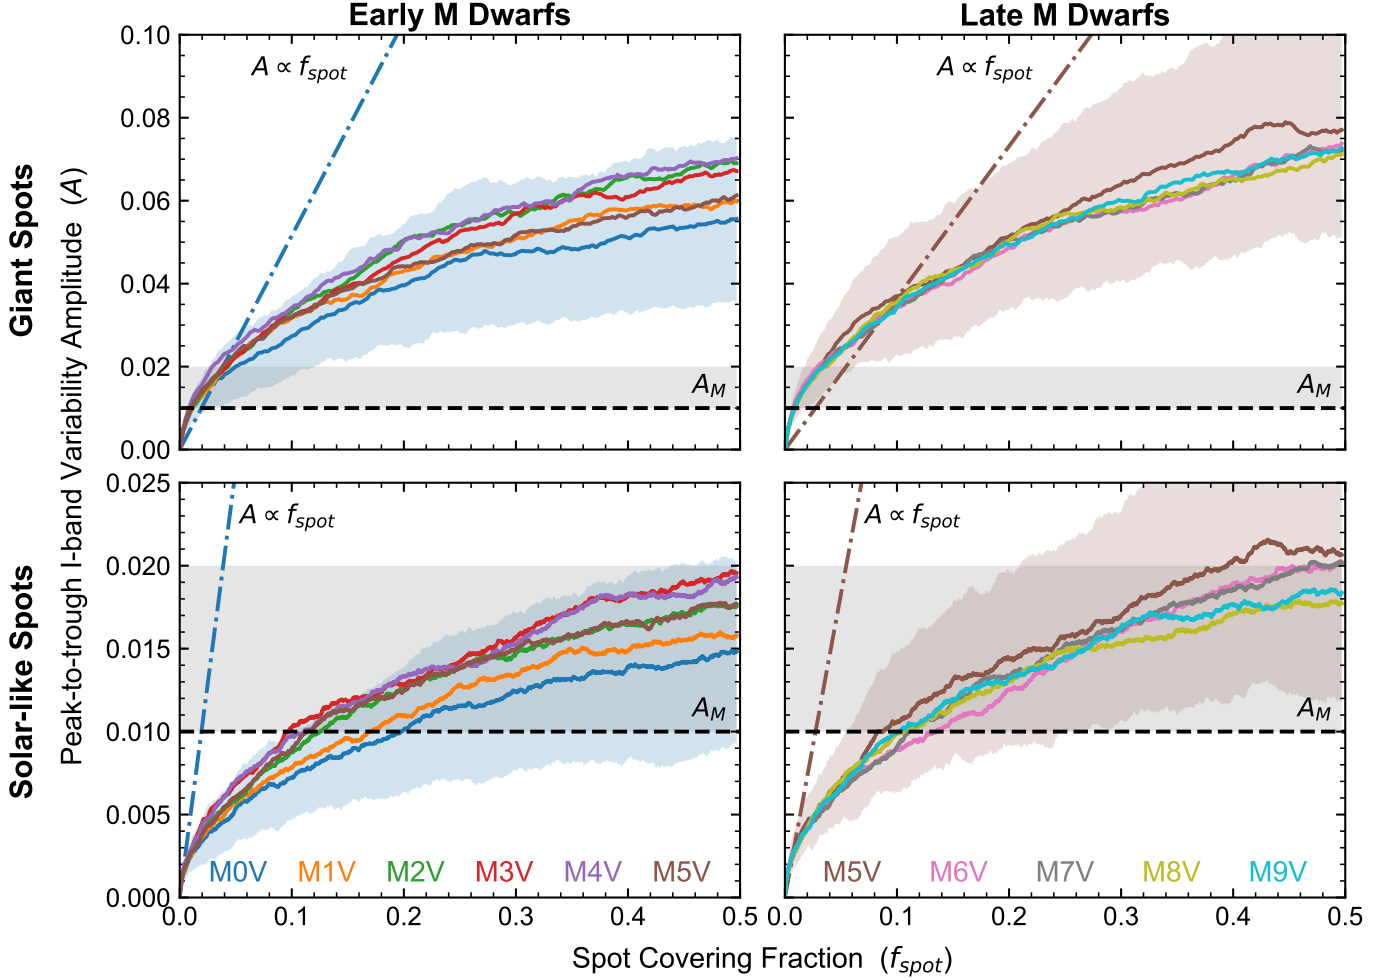 Early M Dwarfs
Late M Dwarfs
Giant Spots
Solar-like Spots
Peak-to-trough I-band Variability Amplitude (A)
0.10
0.08
0.06
0.04
0.02
0.00
A ∝ f_spot
A_M
A ∝ f_spot
A_M
0.025
0.020
0.015
0.010
0.005
0.000
A ∝ f_spot
A_M
M0V M1V M2V M3V M4V M5V
A ∝ f_spot
A_M
M5V M6V M7V M8V M9V
0.0 0.1 0.2 0.3 0.4 0.5
0.0 0.1 0.2 0.3 0.4 0.5
Spot Covering Fraction (f_spot)